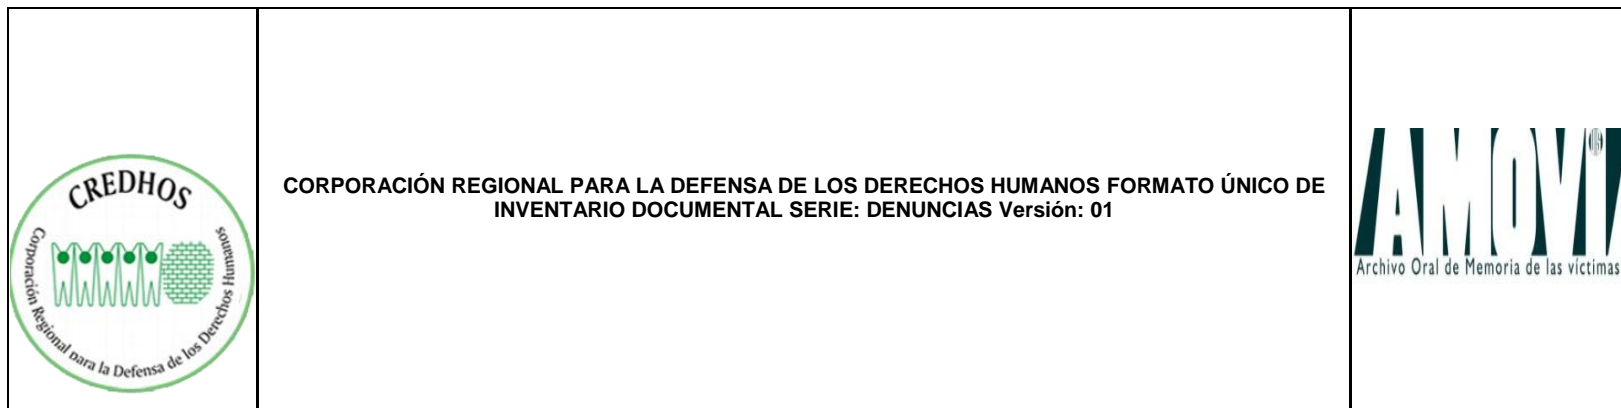 CREDHOS
Corporación Regional para la Defensa de los Derechos Humanos
CORPORACIÓN REGIONAL PARA LA DEFENSA DE LOS DERECHOS HUMANOS FORMATO ÚNICO DE
INVENTARIO DOCUMENTAL SERIE: DENUNCIAS Versión: 01
AMOVI
Archivo Oral de Memoria de las víctimas